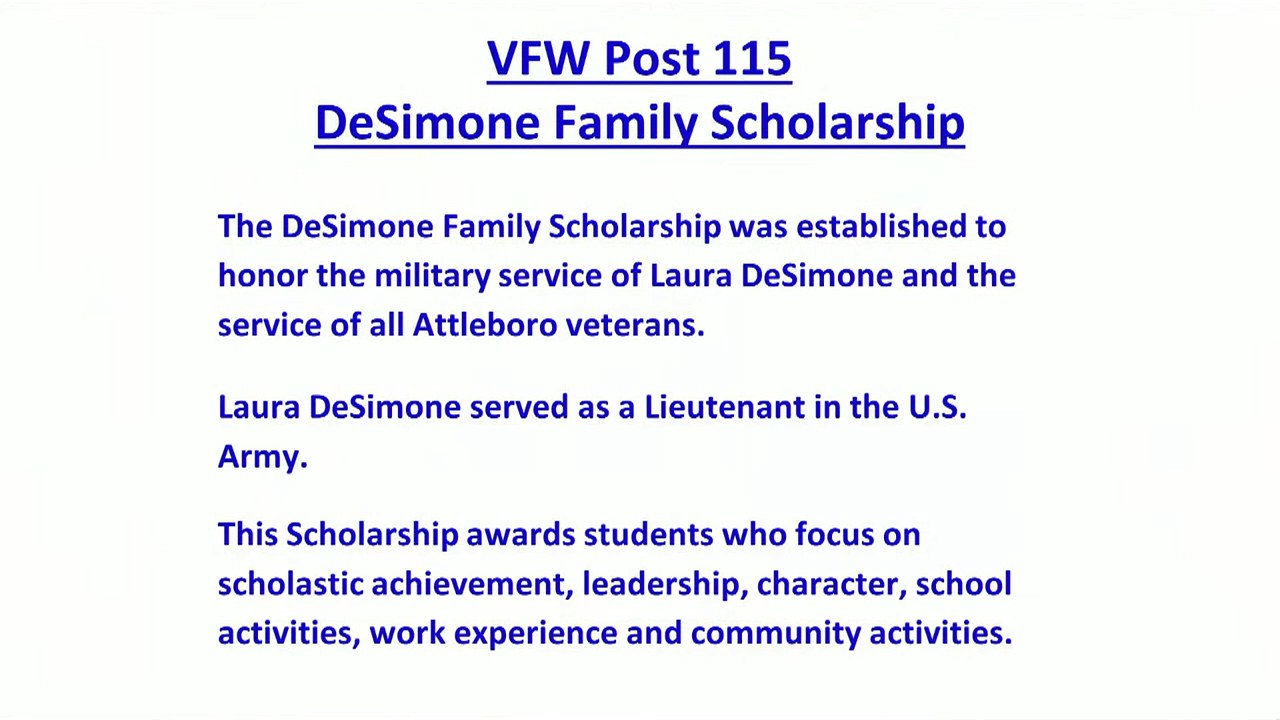 VFW Post 115
DeSimone Family Scholarship
The DeSimone Family Scholarship was established to
honor the military service of Laura DeSimone and the
service of all Attleboro veterans.
Laura DeSimone served as a Lieutenant in the U.S.
Army.
This Scholarship awards students who focus on
scholastic achievement, leadership, character, school
activities, work experience and community activities.